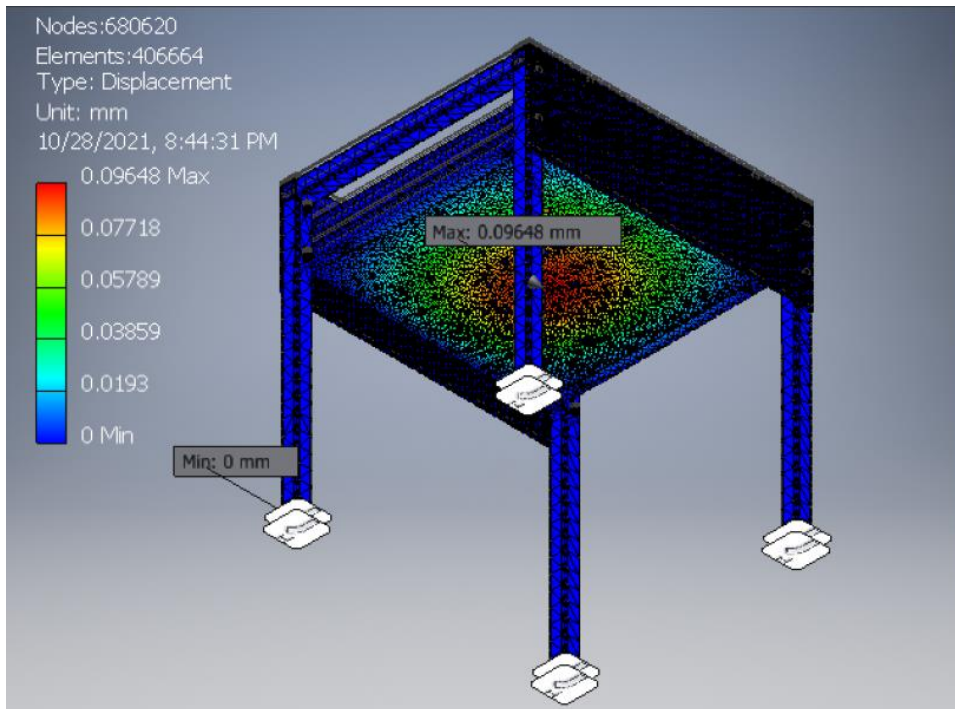 Nodes:680620
Elements:406664
Type: Displacement
Unit: mm
10/28/2021, 8:44:31 PM
0.09648 Max
0.07718
0.05789
0.03859
0.0193
0 Min
Max: 0.09648 mm
Min: 0 mm